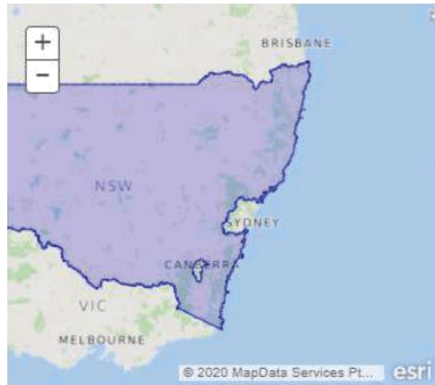 +
BRISBANE
−
NSW
SYDNEY
CANBERRA
VIC
MELBOURNE
© 2020 MapData Services Pt... esri